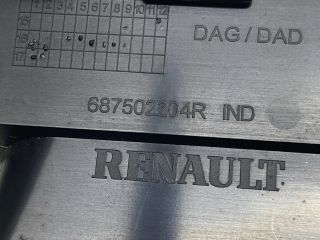 1 2 3 4 5 6 7 8 9 10 11 12
15
16
17
DAG / DAD
687502204R IND
RENAULT